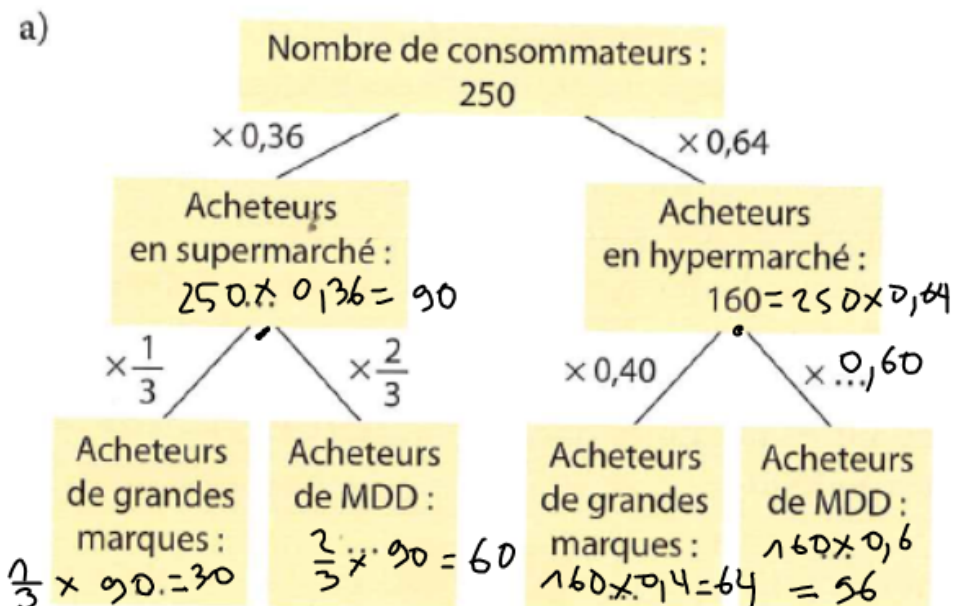 a)
Nombre de consommateurs :
250
× 0,36
× 0,64
Acheteurs
en supermarché :
250 × 0,36 = 90
Acheteurs
en hypermarché :
160 = 250 × 0,64
× 1/3
× 2/3
× 0,40
× ... 0,60
Acheteurs
de grandes
marques :
1/3 × 90 = 30
Acheteurs
de MDD :
2/3 × 90 = 60
Acheteurs
de grandes
marques :
160 × 0,4 = 64
Acheteurs
de MDD :
160 × 0,6
= 96